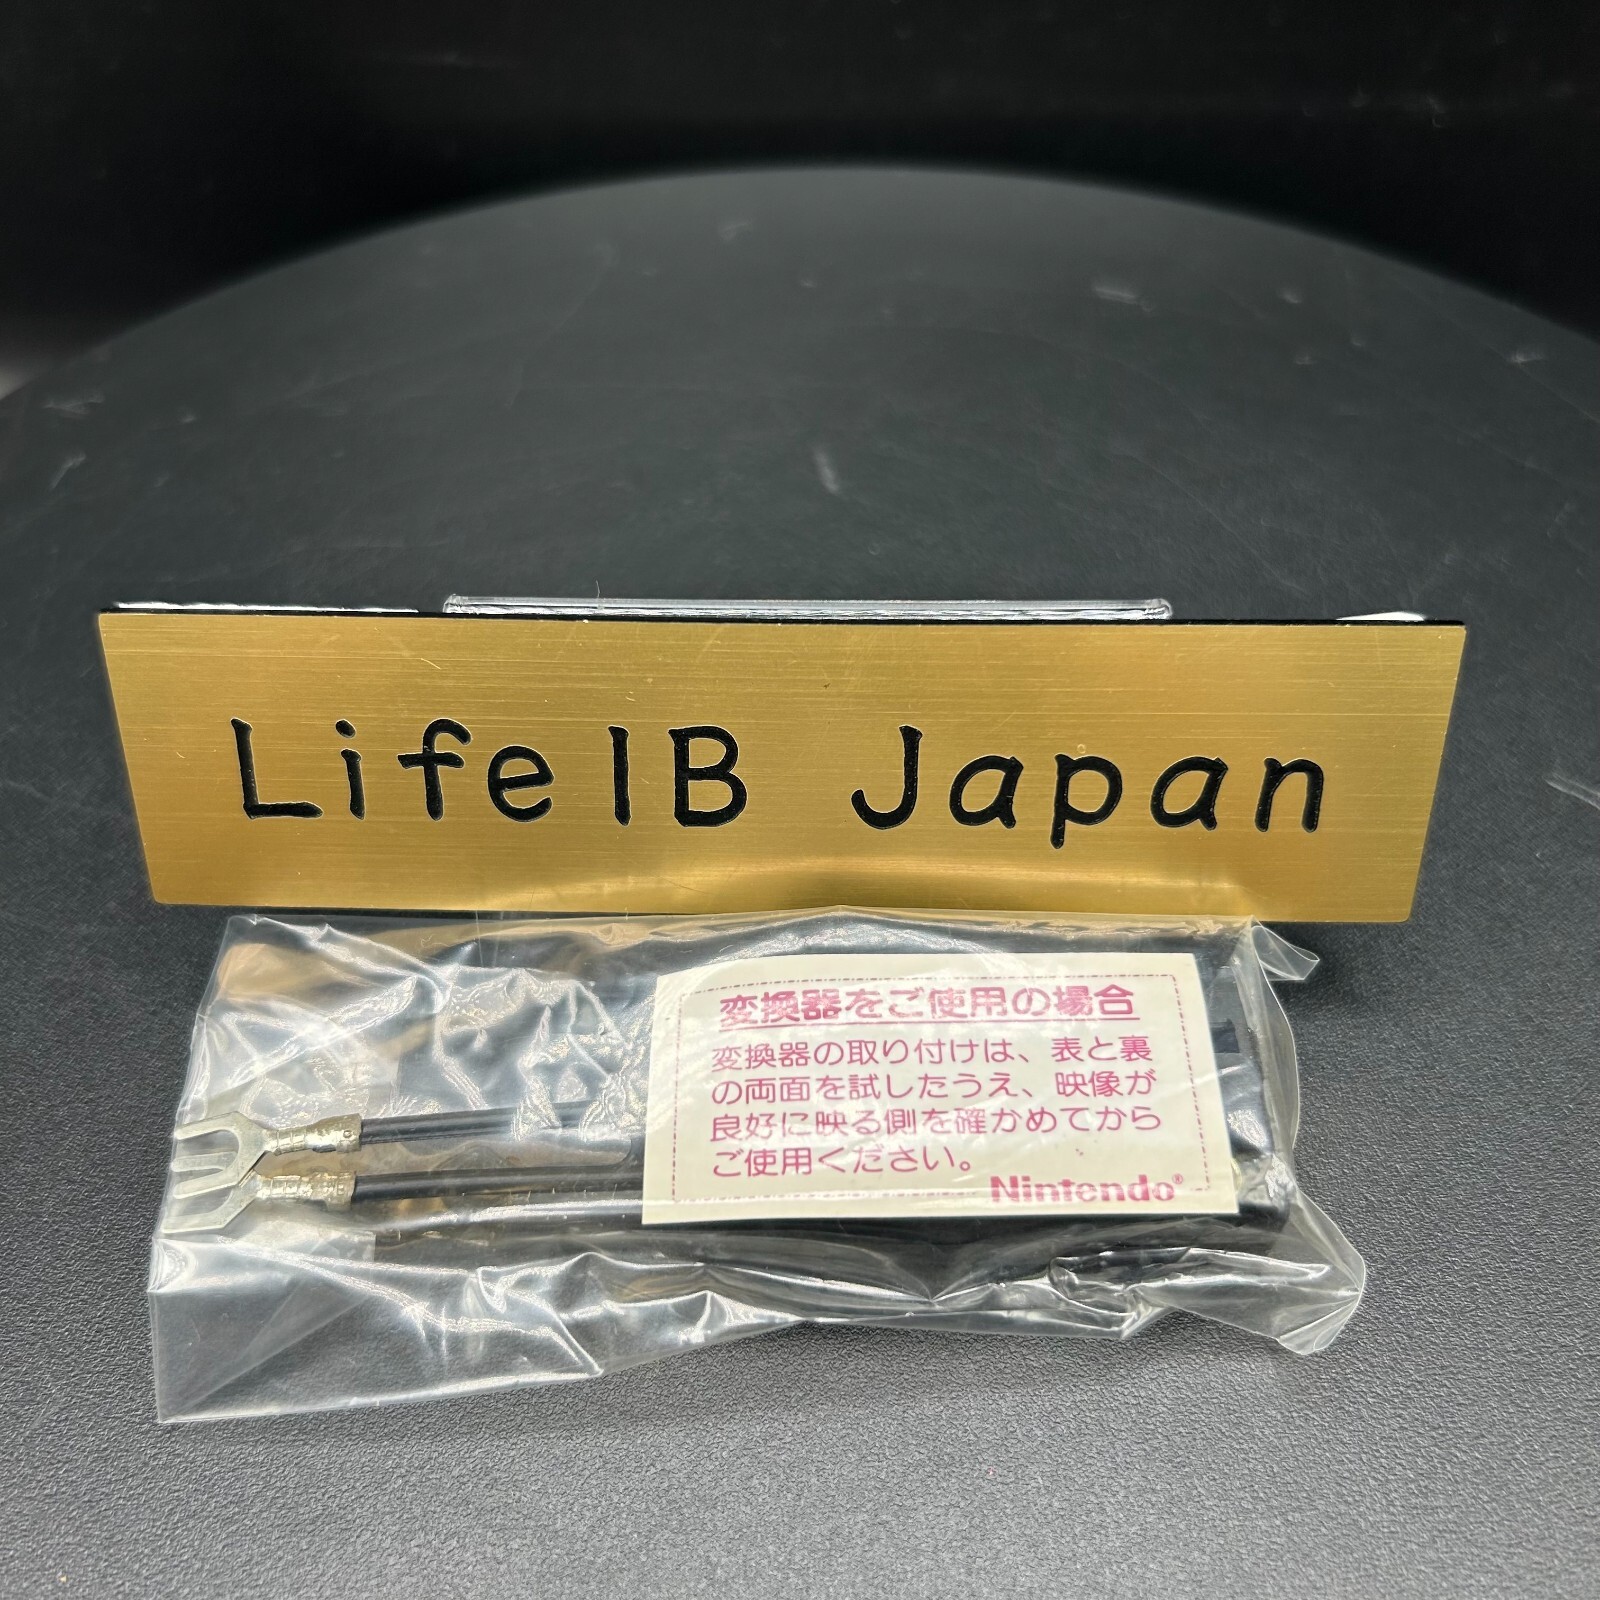 LifeIB Japan
変換器をご使用の場合
変換器の取り付けは、表と裏
の両面を試したうえ、映像が
良好に映る側を確かめてから
ご使用ください。
Nintendo®